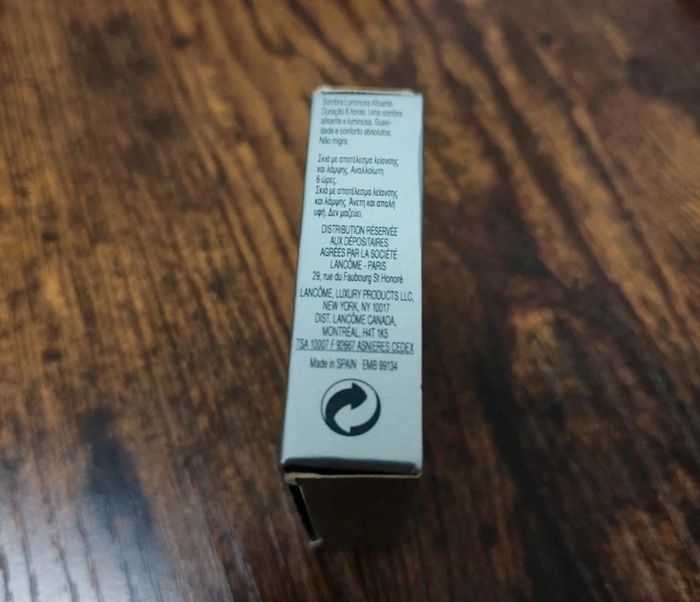 Sombra Luminosa Alisante.
Duração 6 horas. Uma sombra
alisante e luminosa. Suavi-
dade e conforto absolutos.
Não migra.
Σκιά με αποτέλεσμα λείανσης
και λάμψης. Αναλλοίωτη
6 ώρες.
Σκιά με αποτέλεσμα λείανσης
και λάμψης. Άνετη και απαλή
υφή. Δεν μαζεύει.
DISTRIBUTION RÉSERVÉE
AUX DÉPOSITAIRES
AGRÉES PAR LA SOCIÉTÉ
LANCÔME - PARIS
29, rue du Faubourg St Honoré
LANCÔME, LUXURY PRODUCTS LLC,
NEW YORK, NY 10017
DIST. LANCÔME CANADA,
MONTRÉAL, H4T 1K5
TSA 10007 F 92667 ASNIERES CEDEX
Made in SPAIN EMB 99134